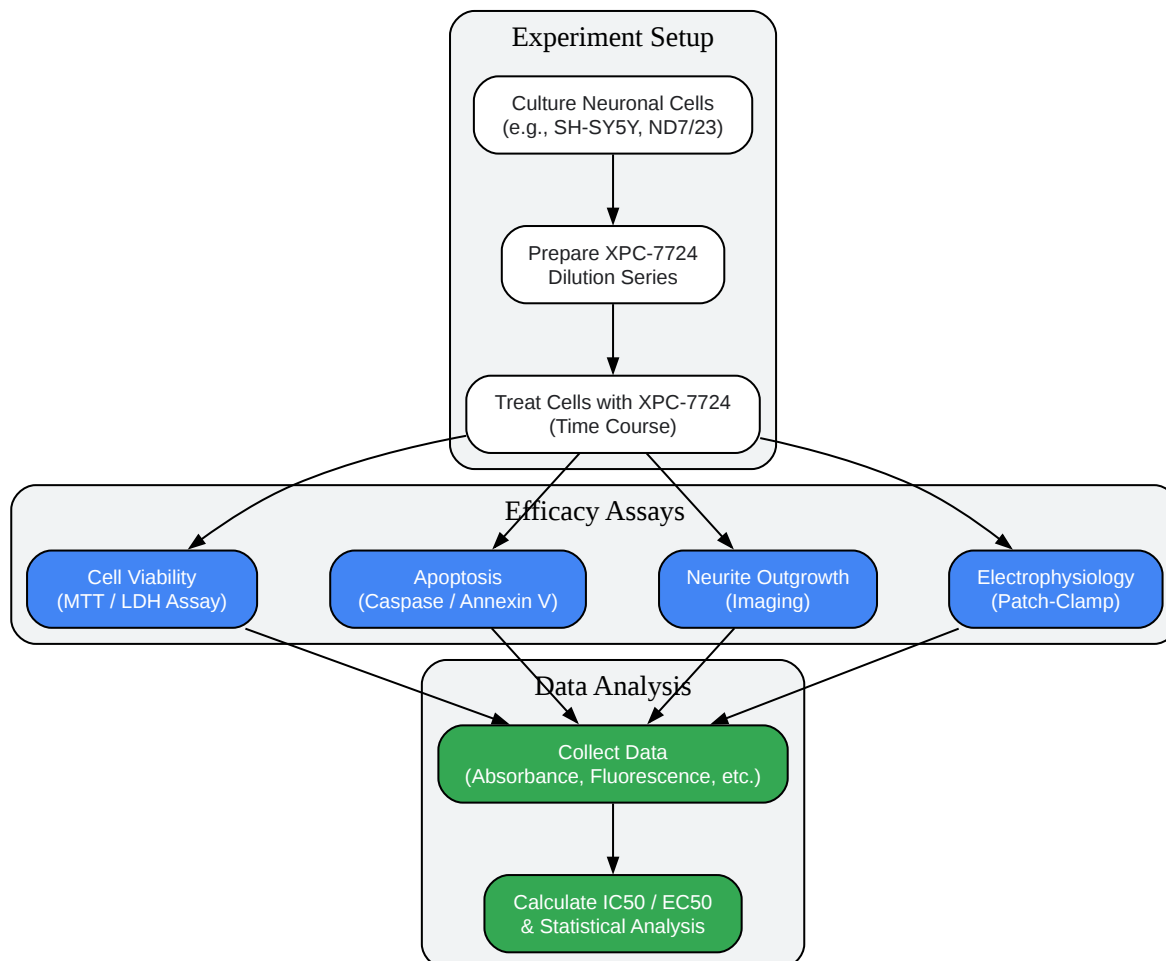 Experiment Setup
Culture Neuronal Cells
(e.g., SH-SY5Y, ND7/23)
Prepare XPC-7724
Dilution Series
Treat Cells with XPC-7724
(Time Course)
Efficacy Assays
Cell Viability
(MTT / LDH Assay)
Apoptosis
(Caspase / Annexin V)
Neurite Outgrowth
(Imaging)
Electrophysiology
(Patch-Clamp)
Data Analysis
Collect Data
(Absorbance, Fluorescence, etc.)
Calculate IC50 / EC50
& Statistical Analysis